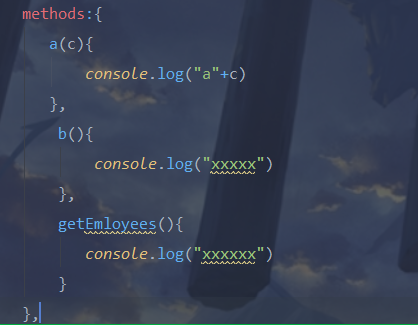 methods:{
a(c){
console.log("a"+c)
},
b(){
console.log("xxxxx")
},
getEmloyees(){
console.log("xxxxxx")
}
},